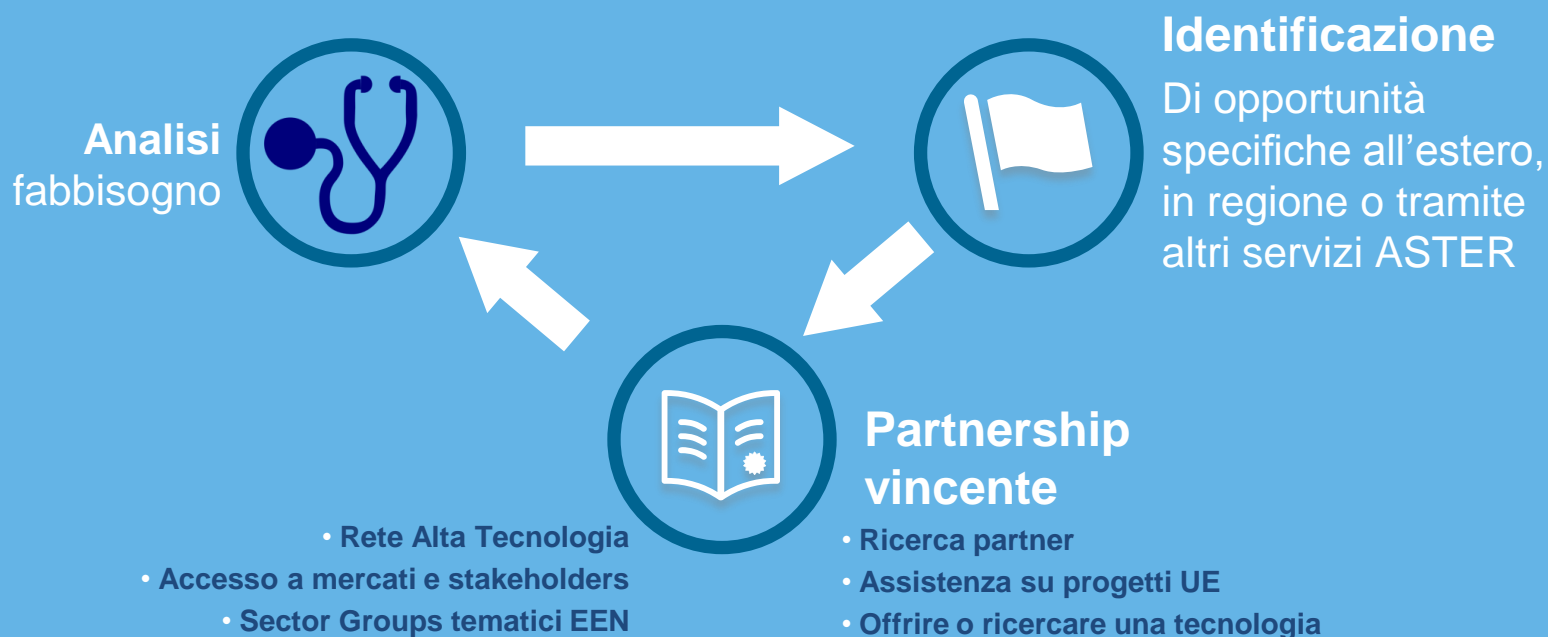 Analisi
fabbisogno
Identificazione
Di opportunità
specifiche all'estero,
in regione o tramite
altri servizi ASTER
Partnership
vincente
• Rete Alta Tecnologia
• Accesso a mercati e stakeholders
• Sector Groups tematici EEN
• Ricerca partner
• Assistenza su progetti UE
• Offrire o ricercare una tecnologia